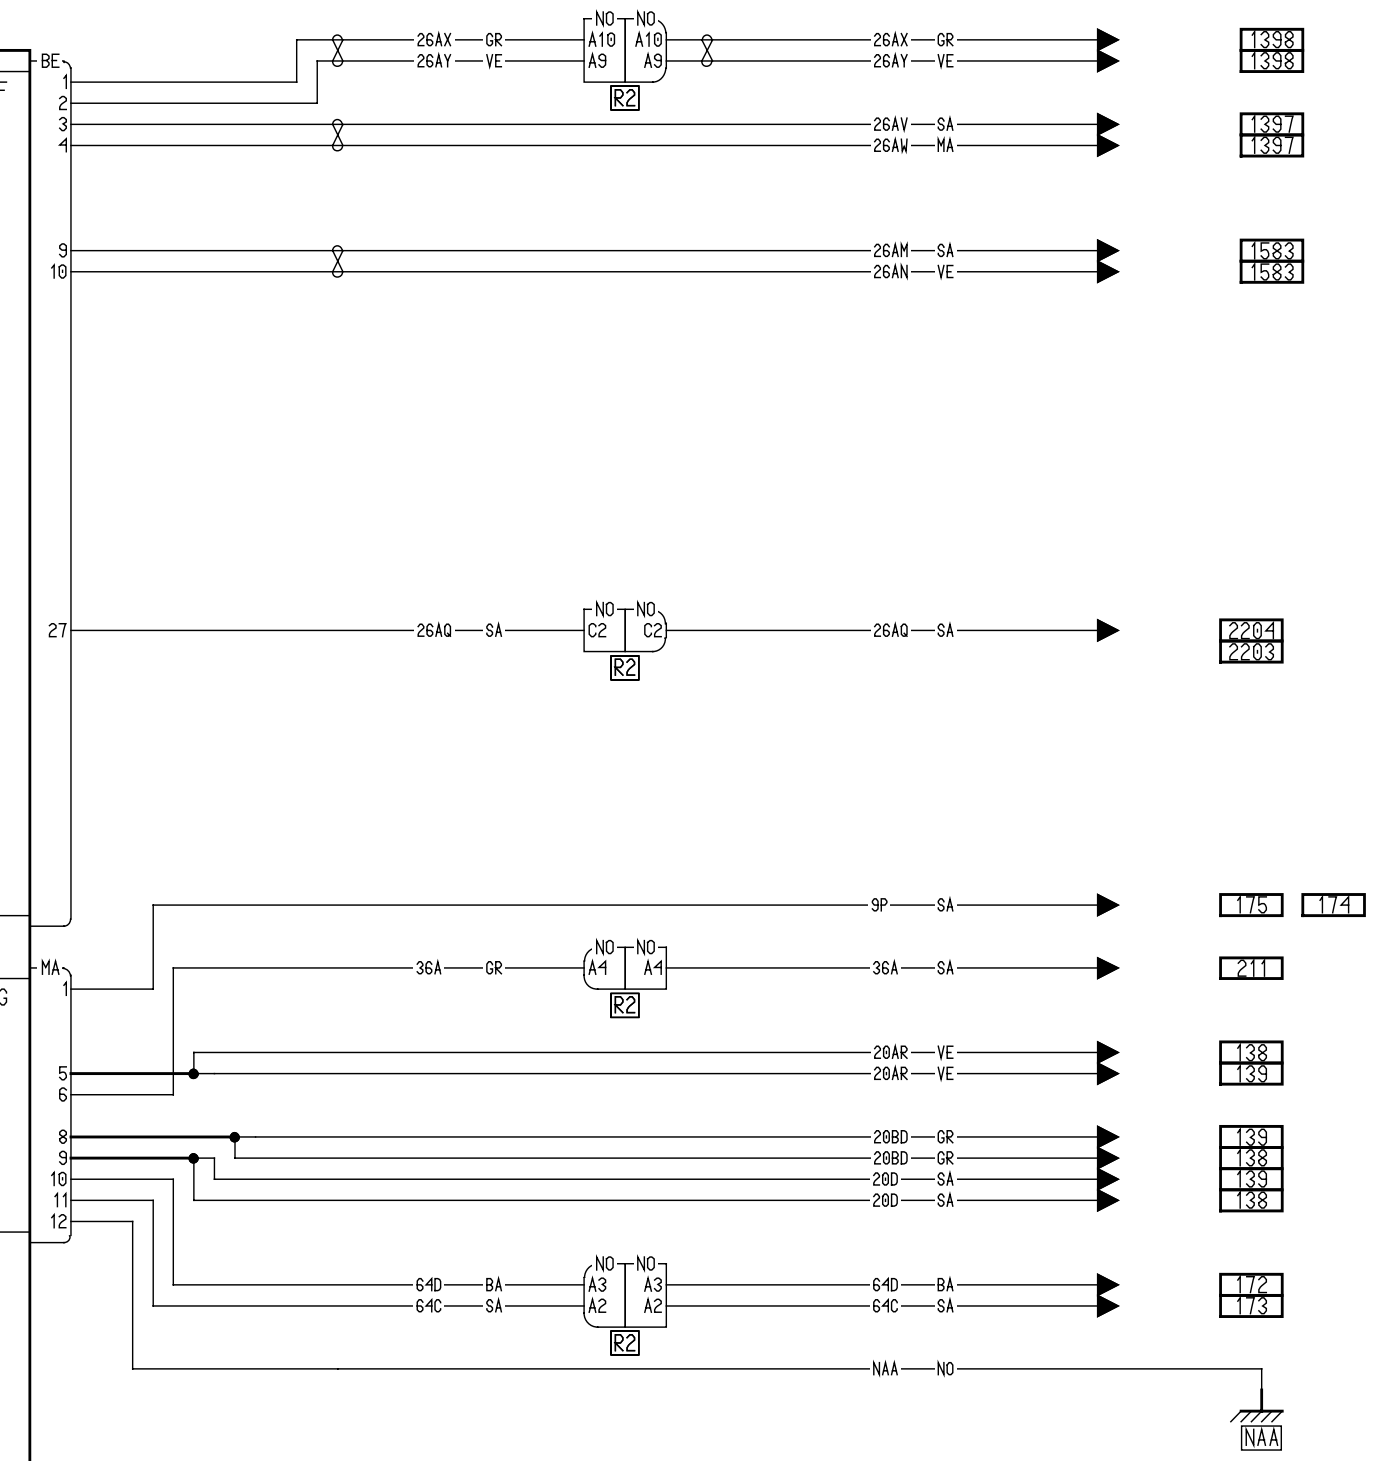 NO NO
26AX GR A10 A10 26AX GR 1398
BE 26AY VE A9 A9 26AY VE 1398
1
R2
2
3 26AV SA 1397
4 26AW MA 1397
9 26AM SA 1583
10 26AN VE 1583
NO NO
27 26AQ SA C2 C2 26AQ SA 2204
2203
R2
9P SA 175 174
NO NO
MA 36A GR A4 A4 36A SA 211
1
G
R2
20AR VE 138
5 20AR VE 139
6
8 20BD GR 139
9 20BD GR 138
10 20D SA 139
11 20D SA 138
12
NO NO
64D BA A3 A3 64D BA 172
64C SA A2 A2 64C SA 173
R2
NAA NO
NAA